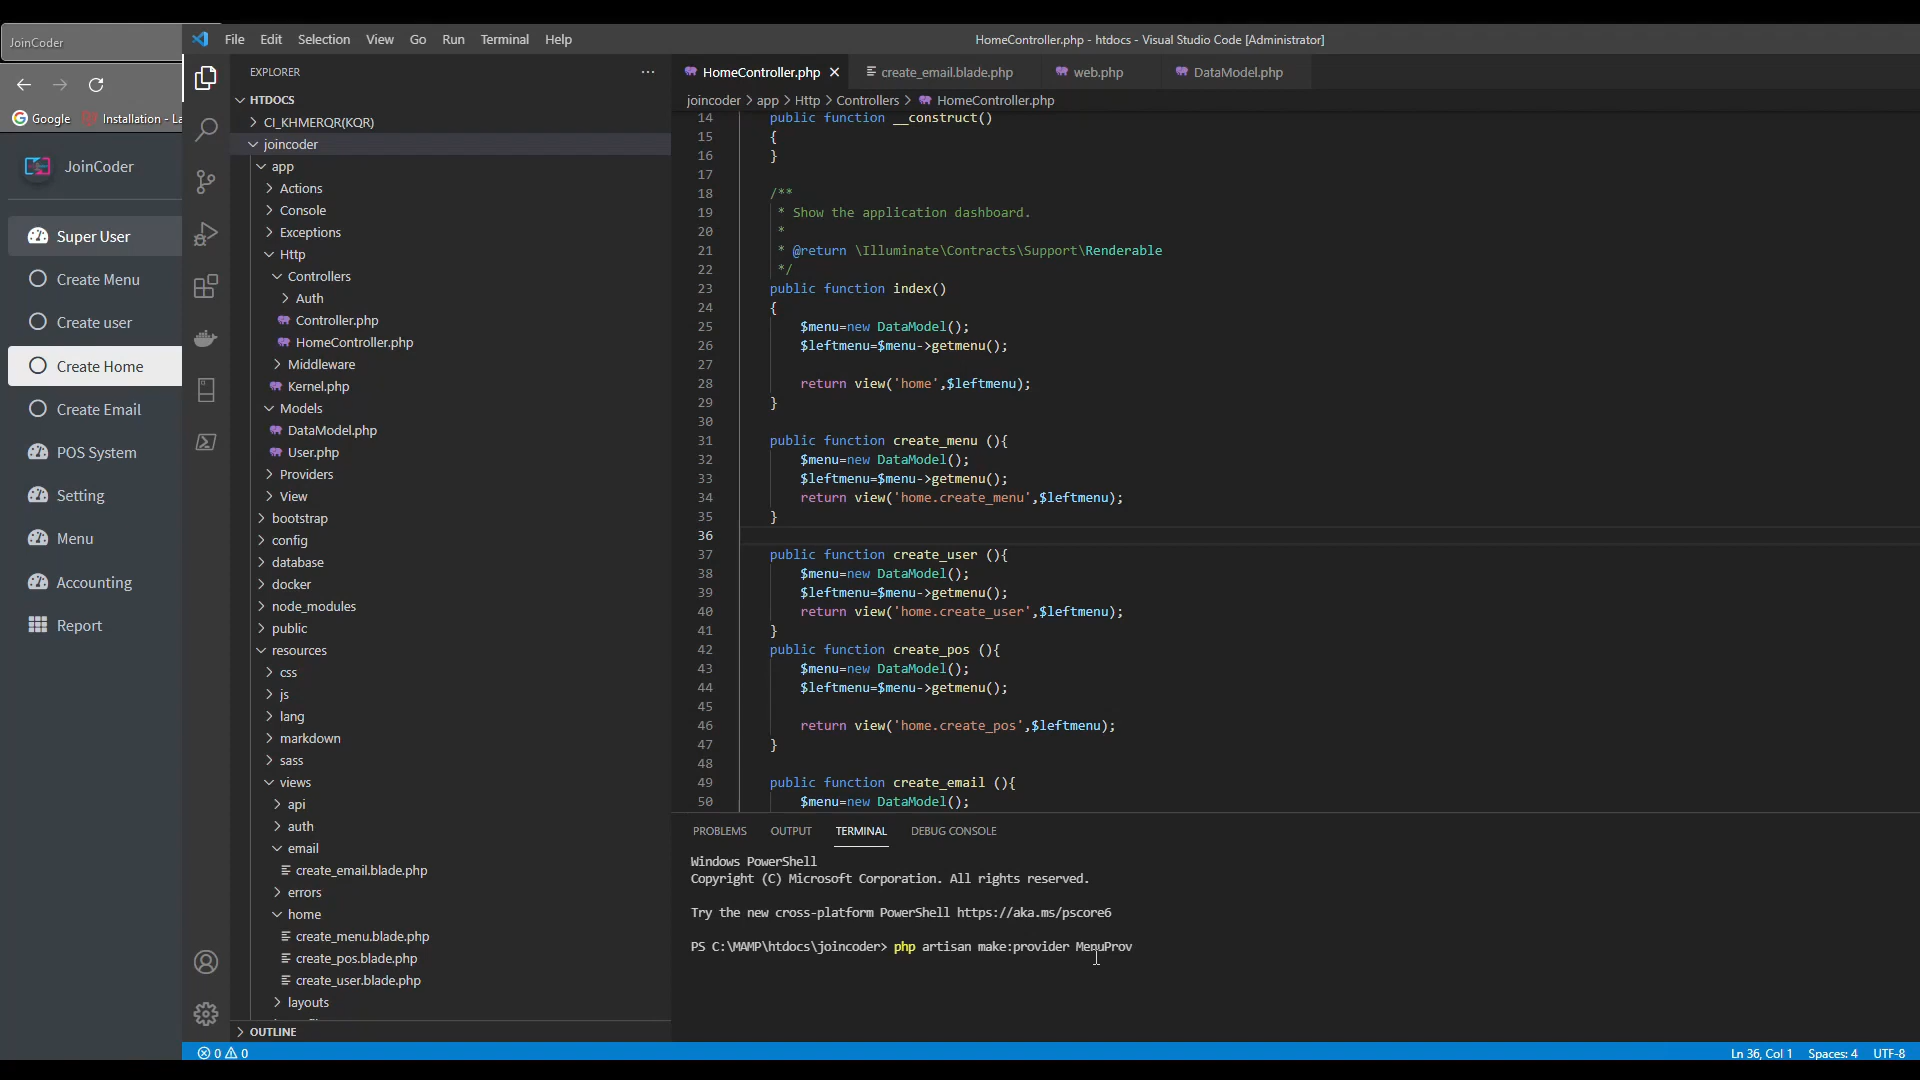 JoinCoder
Google
Installation - La
JoinCoder
Super User
Create Menu
Create user
Create Home
Create Email
POS System
Setting
Menu
Accounting
Report
File Edit Selection View Go Run Terminal Help
HomeController.php - htdocs - Visual Studio Code [Administrator]
EXPLORER
HTDOCS
CI_KHMERQR(KQR)
joincoder
app
Actions
Console
Exceptions
Http
Controllers
Auth
Controller.php
HomeController.php
Middleware
Kernel.php
Models
DataModel.php
User.php
Providers
View
bootstrap
config
database
docker
node_modules
public
resources
css
js
lang
markdown
sass
views
api
auth
email
create_email.blade.php
errors
home
create_menu.blade.php
create_pos.blade.php
create_user.blade.php
layouts
OUTLINE
HomeController.php create_email.blade.php web.php DataModel.php
joincoder > app > Http > Controllers > HomeController.php
14 public function __construct()
15 {
16 }
17
18 /**
19 * Show the application dashboard.
20 *
21 * @return \Illuminate\Contracts\Support\Renderable
22 */
23 public function index()
24 {
25 $menu=new DataModel();
26 $leftmenu=$menu->getmenu();
27
28 return view('home',$leftmenu);
29 }
30
31 public function create_menu (){
32 $menu=new DataModel();
33 $leftmenu=$menu->getmenu();
34 return view('home.create_menu',$leftmenu);
35 }
36
37 public function create_user (){
38 $menu=new DataModel();
39 $leftmenu=$menu->getmenu();
40 return view('home.create_user',$leftmenu);
41 }
42 public function create_pos (){
43 $menu=new DataModel();
44 $leftmenu=$menu->getmenu();
45
46 return view('home.create_pos',$leftmenu);
47 }
48
49 public function create_email (){
50 $menu=new DataModel();
PROBLEMS OUTPUT TERMINAL DEBUG CONSOLE
Windows PowerShell
Copyright (C) Microsoft Corporation. All rights reserved.
Try the new cross-platform PowerShell https://aka.ms/pscore6
PS C:\MAMP\htdocs\joincoder> php artisan make:provider MenuProv
0 0
Ln 36, Col 1 Spaces: 4 UTF-8